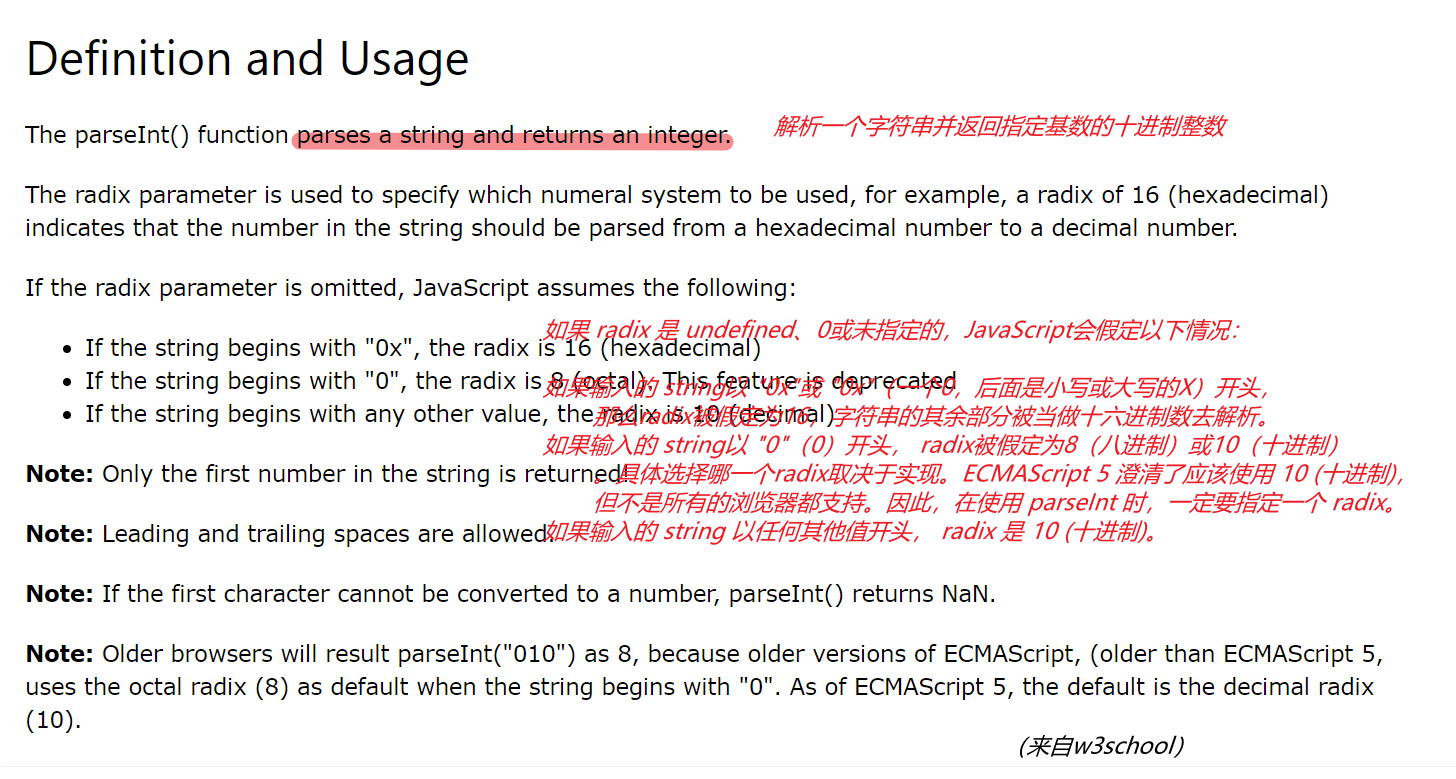 Definition and Usage
The parseInt() function parses a string and returns an integer.
解析一个字符串并返回指定基数的十进制整数
The radix parameter is used to specify which numeral system to be used, for example, a radix of 16 (hexadecimal)
indicates that the number in the string should be parsed from a hexadecimal number to a decimal number.
If the radix parameter is omitted, JavaScript assumes the following:
如果 radix 是 undefined、0或未指定的，JavaScript会假定以下情况：
• If the string begins with "0x", the radix is 16 (hexadecimal)
• If the string begins with "0", the radix is 8 (octal). This feature is deprecated
如果输入的 string以 "0x"或 "0x"（一个0，后面是小写或大写的X）开头，
• If the string begins with any other value, the radix is 10 (decimal)
那么radix被假定为16，字符串的其余部分被当做十六进制数去解析。
如果输入的 string以 "0"（0）开头， radix被假定为8（八进制）或10（十进制）
Note: Only the first number in the string is returned!
。具体选择哪一个radix取决于实现。ECMAScript 5 澄清了应该使用 10 (十进制)，
但不是所有的浏览器都支持。因此，在使用 parseInt 时，一定要指定一个 radix。
Note: Leading and trailing spaces are allowed.
如果输入的 string 以任何其他值开头， radix 是 10 (十进制)。
Note: If the first character cannot be converted to a number, parseInt() returns NaN.
Note: Older browsers will result parseInt("010") as 8, because older versions of ECMAScript, (older than ECMAScript 5,
uses the octal radix (8) as default when the string begins with "0". As of ECMAScript 5, the default is the decimal radix
(10).
(来自w3school）